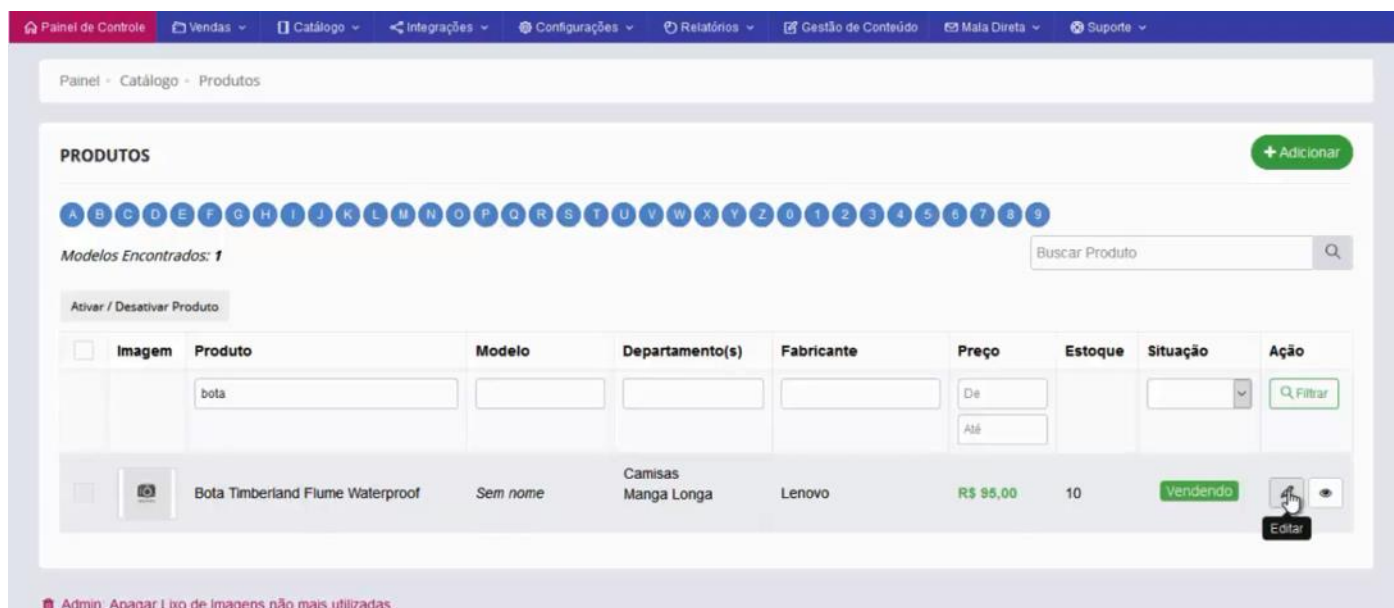 Painel de Controle Vendas Catálogo Integrações Configurações Relatórios Gestão de Conteúdo Mala Direta Suporte
Painel - Catálogo - Produtos
PRODUTOS
+ Adicionar
A B C D E F G H I J K L M N O P Q R S T U V W X Y Z 0 1 2 3 4 5 6 7 8 9
Modelos Encontrados: 1
Buscar Produto
Ativar / Desativar Produto
Imagem Produto Modelo Departamento(s) Fabricante Preço Estoque Situação Ação
bota De Filtrar
Até
Camisas
Bota Timberland Flume Waterproof Sem nome Manga Longa Lenovo R$ 95,00 10 Vendendo
Editar
Admin: Apagar Lixo de Imagens não mais utilizadas